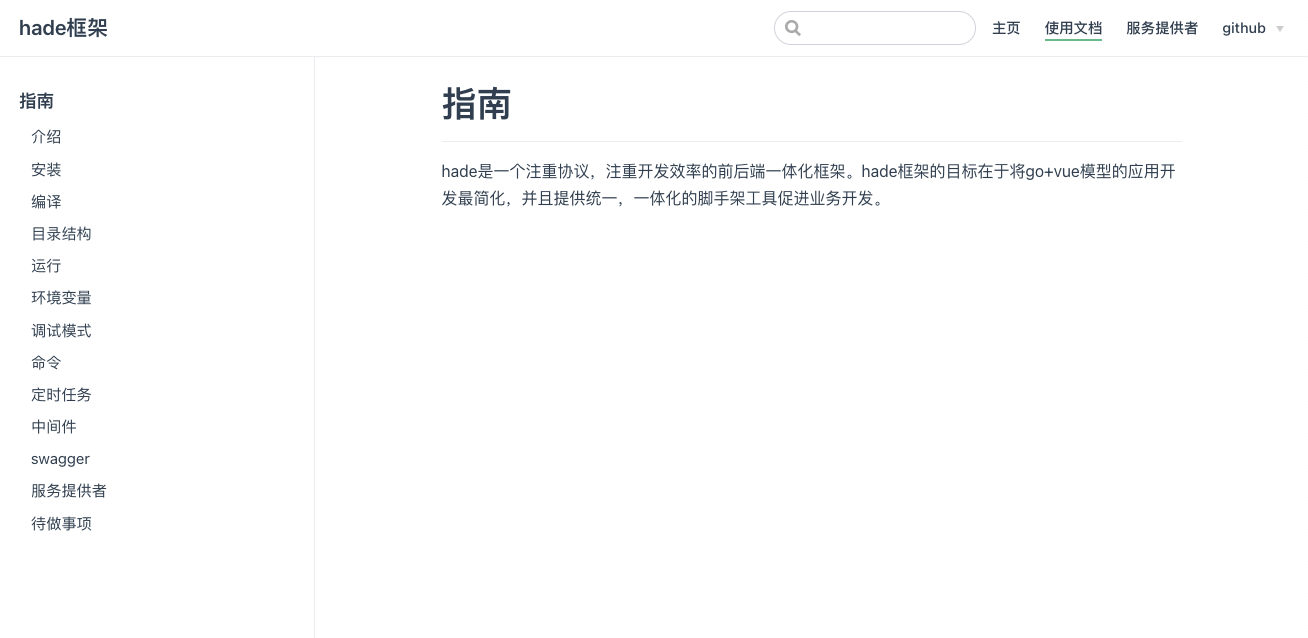 hade框架
主页
使用文档
服务提供者
github
指南
介绍
安装
编译
目录结构
运行
环境变量
调试模式
命令
定时任务
中间件
swagger
服务提供者
待做事项
指南
hade是一个注重协议，注重开发效率的前后端一体化框架。hade框架的目标在于将go+vue模型的应用开
发最简化，并且提供统一，一体化的脚手架工具促进业务开发。